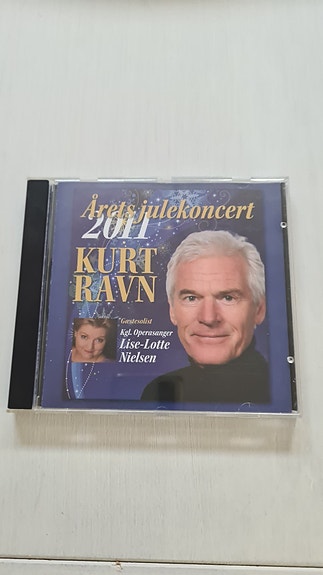 Årets julekoncert
2011
KURT
RAVN
Gæstesolist
Kgl. Operasanger
Lise-Lotte
Nielsen